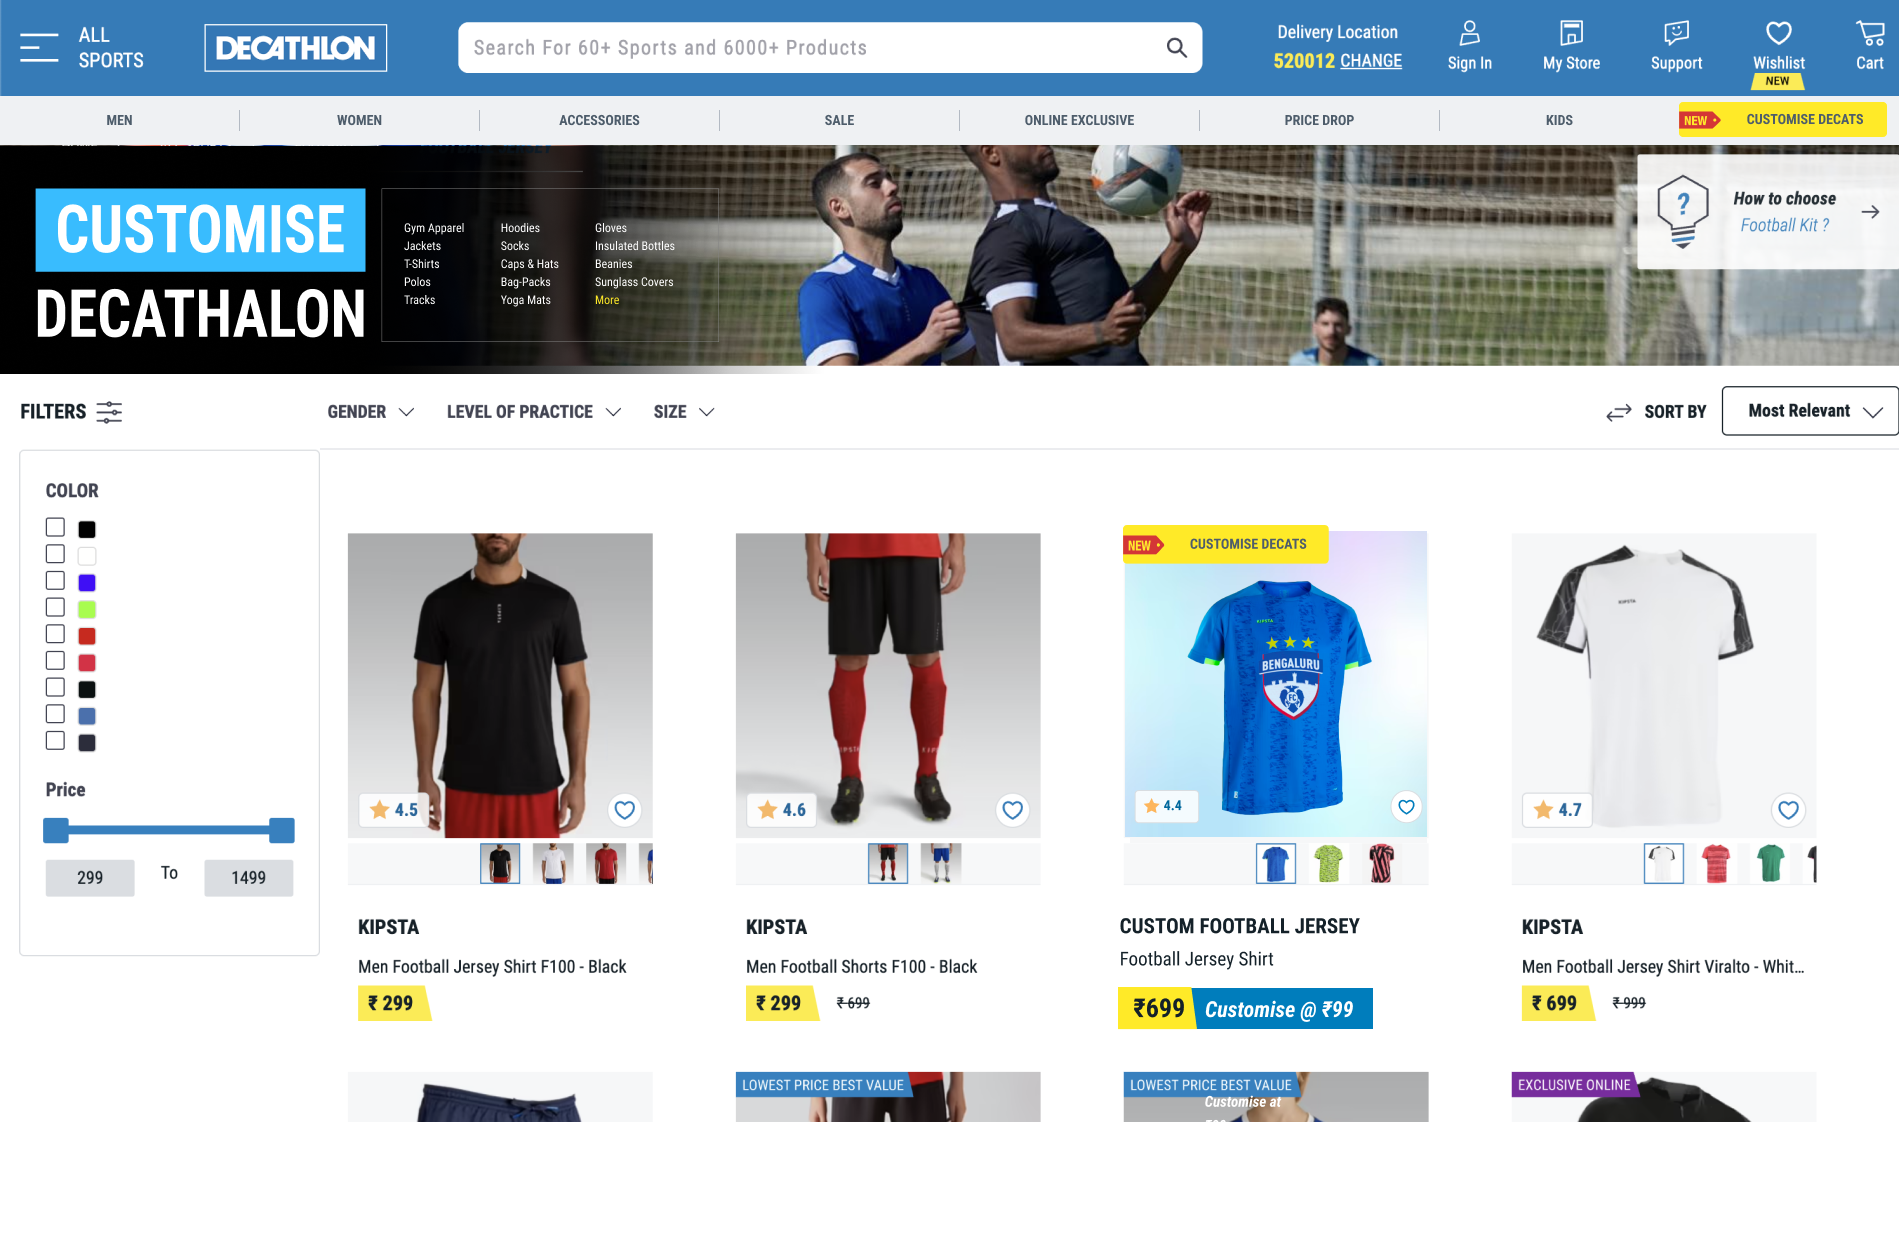 ALL
SPORTS
DECATHLON
Search For 60+ Sports and 6000+ Products
Delivery Location
520012 CHANGE
Sign In
My Store
Support
Wishlist
NEW
Cart
MEN
WOMEN
ACCESSORIES
SALE
ONLINE EXCLUSIVE
PRICE DROP
KIDS
NEW
CUSTOMISE DECATS
CUSTOMISE
DECATHALON
Gym Apparel
Jackets
T-Shirts
Polos
Tracks
Hoodies
Socks
Caps & Hats
Bag-Packs
Yoga Mats
Gloves
Insulated Bottles
Beanies
Sunglass Covers
More
?
How to choose
Football Kit ?
FILTERS
GENDER
LEVEL OF PRACTICE
SIZE
SORT BY
Most Relevant
COLOR
Price
299
To
1499
KIPSTA
4.5
KIPSTA
Men Football Jersey Shirt F100 - Black
₹ 299
KIPSTA
KIPSTA
4.6
KIPSTA
Men Football Shorts F100 - Black
₹ 299
₹ 699
NEW
CUSTOMISE DECATS
KIPSTA
BENGALURU
FC
4.4
CUSTOM FOOTBALL JERSEY
Football Jersey Shirt
₹699
Customise @ ₹99
KIPSTA
4.7
KIPSTA
Men Football Jersey Shirt Viralto - Whit...
₹ 699
₹ 999
LOWEST PRICE BEST VALUE
LOWEST PRICE BEST VALUE
Customise at
EXCLUSIVE ONLINE